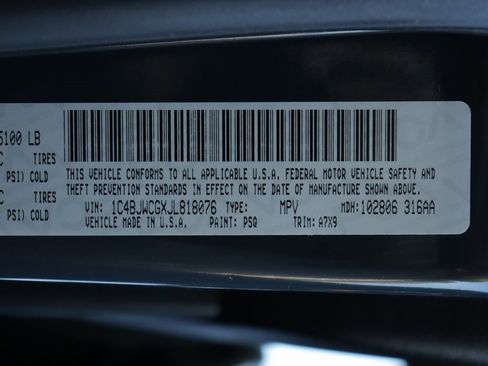 5100 LB
C TIRES
PSI) COLD
C TIRES
PSI) COLD
THIS VEHICLE CONFORMS TO ALL APPLICABLE U.S.A. FEDERAL MOTOR VEHICLE SAFETY AND
THEFT PREVENTION STANDARDS IN EFFECT ON THE DATE OF MANUFACTURE SHOWN ABOVE.
VIN: 1C4BJWCGXJL818076 TYPE: MPV MDH: 102806 316AA
VEHICLE MADE IN U.S.A. PAINT: PSQ TRIM: A7X9